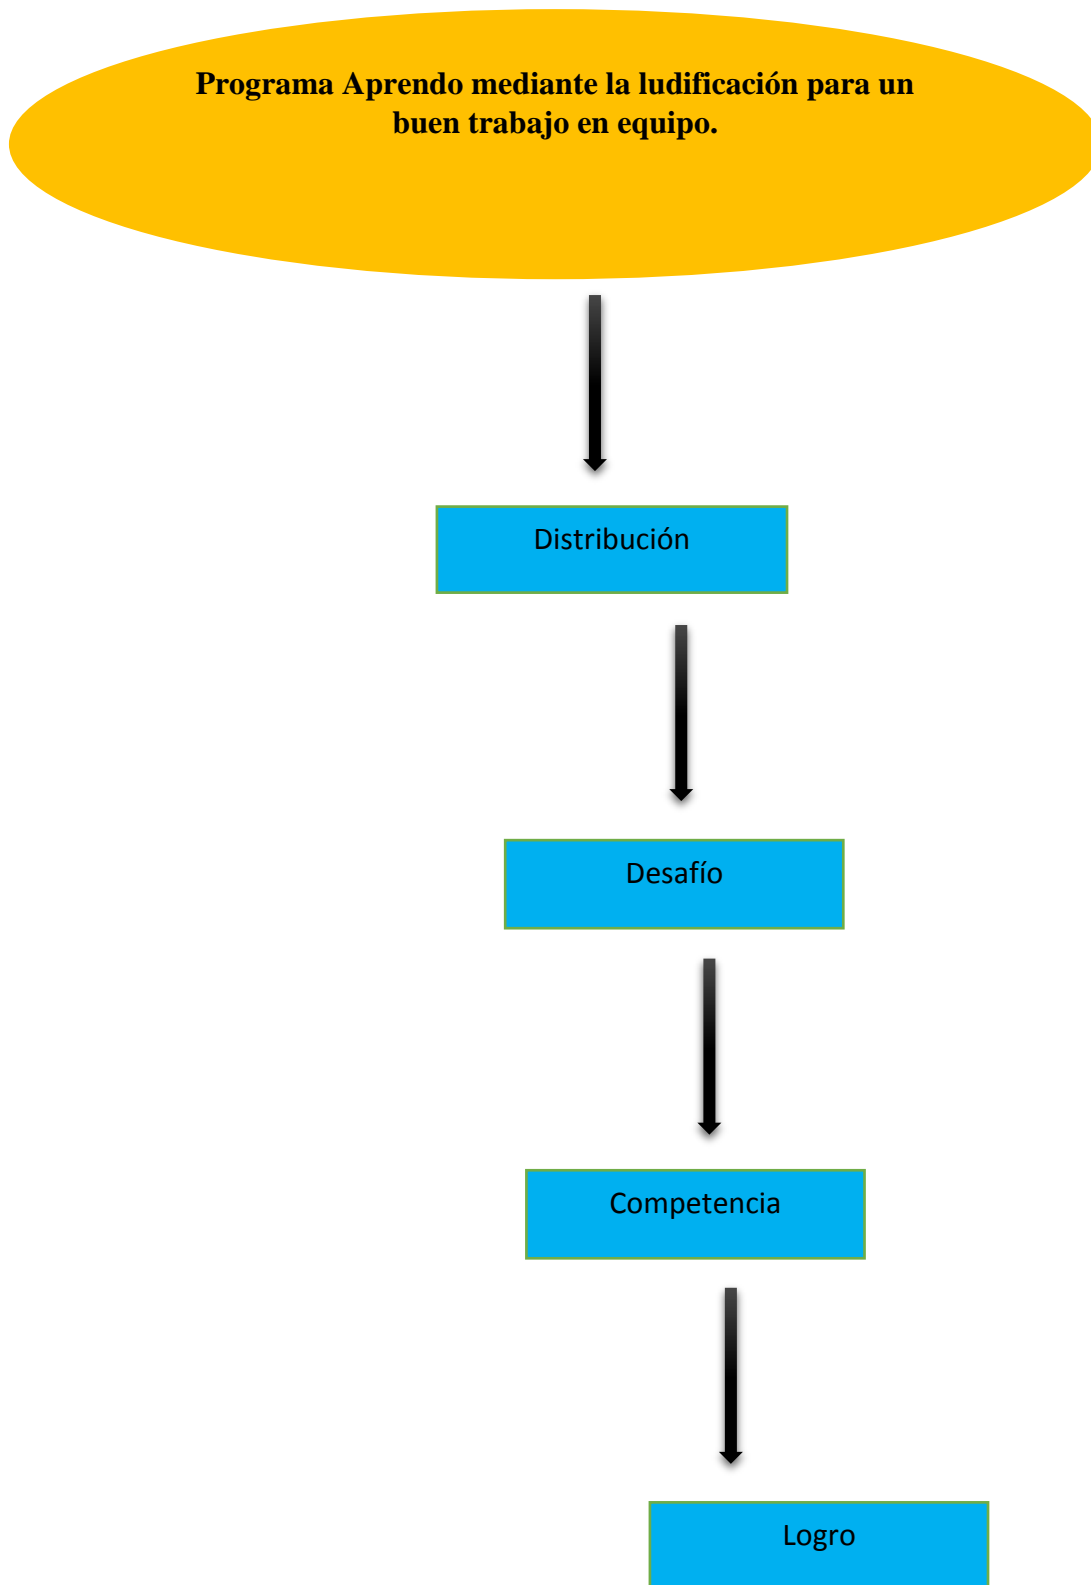 Programa Aprendo mediante la ludificación para un
buen trabajo en equipo.
Distribución
Desafío
Competencia
Logro